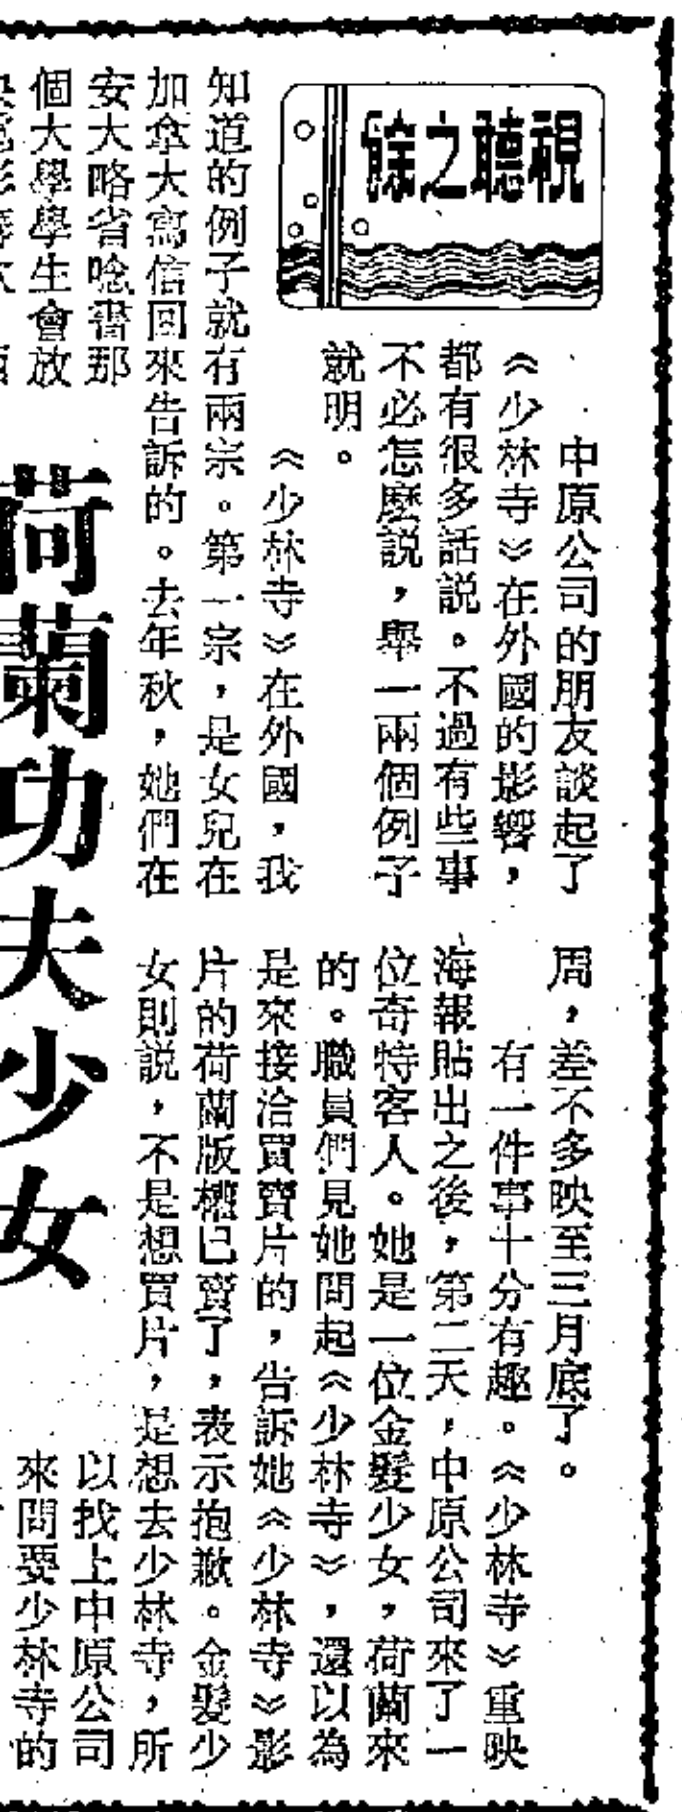 視聽之餘
荷蘭功夫少女
中原公司的朋友談起了
《少林寺》在外國的影響，
都有很多話説。不過有些事
不必怎麽説，舉一兩個例子
就明。
《少林寺》在外國，我
知道的例子就有兩宗。第一宗，是女兒在
加拿大寫信回來告訴的。去年秋，她們在
安大略省唸書那
個大學學生會放
周，差不多映至三月底了。
有一件事十分有趣。《少林寺》重映
海報貼出之後，第二天，中原公司來了一
位奇特客人。她是一位金髮少女，荷蘭來
的。職員們見她問起《少林寺》，還以為
是來接洽買賣片的，告訴她《少林寺》影
片的荷蘭版權已賣了，表示抱歉。金髮少
女則説，不是想買片，是想去少林寺，所
以找上中原公司
來問要少林寺的